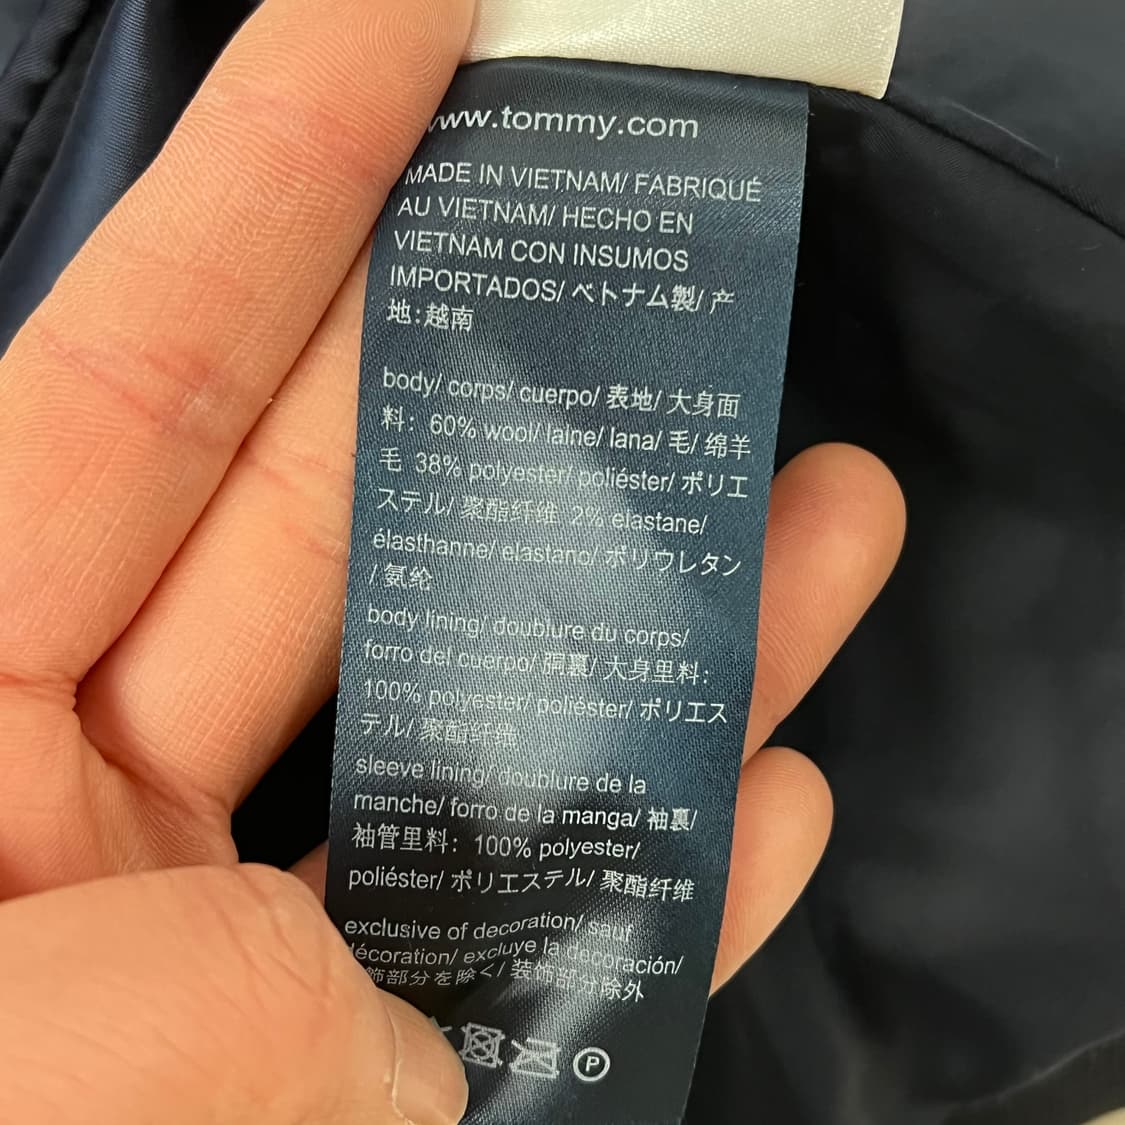 www.tommy.com
MADE IN VIETNAM/ FABRIQUÉ
AU VIETNAM/ HECHO EN
VIETNAM CON INSUMOS
IMPORTADOS/ ベトナム製/ 产
地:越南
body/ corps/ cuerpo/ 表地/ 大身面
料: 60% wool/ laine/ lana/ 毛/ 绵羊
毛 38% polyester/ poliéster/ ポリエ
ステル/ 聚酯纤维 2% elastane/
élasthanne/ elastano/ ポリウレタン
/ 氨纶
body lining/ doublure du corps/
forro del cuerpo/ 胴裏/ 大身里料:
100% polyester/ poliéster/ ポリエス
テル/ 聚酯纤维
sleeve lining/ doublure de la
manche/ forro de la manga/ 袖裏/
袖管里料: 100% polyester/
poliéster/ ポリエステル/ 聚酯纤维
exclusive of decoration/ sauf
décoration/ excluye la decoración/
飾部分を除く/ 装饰部分除外
P